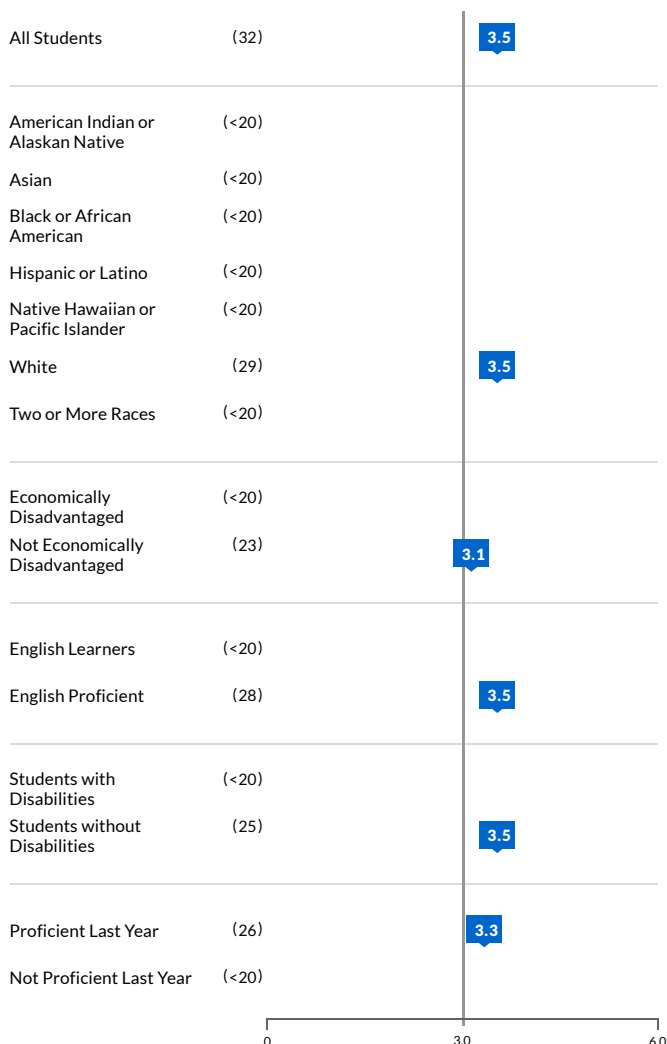 All Students (32) 3.5
American Indian or (<20)
Alaskan Native
Asian (<20)
Black or African (<20)
American
Hispanic or Latino (<20)
Native Hawaiian or (<20)
Pacific Islander
White (29) 3.5
Two or More Races (<20)
Economically (<20)
Disadvantaged
Not Economically (23) 3.1
Disadvantaged
English Learners (<20)
English Proficient (28) 3.5
Students with (<20)
Disabilities
Students without (25) 3.5
Disabilities
Proficient Last Year (26) 3.3
Not Proficient Last Year (<20)
0 3.0 6.0